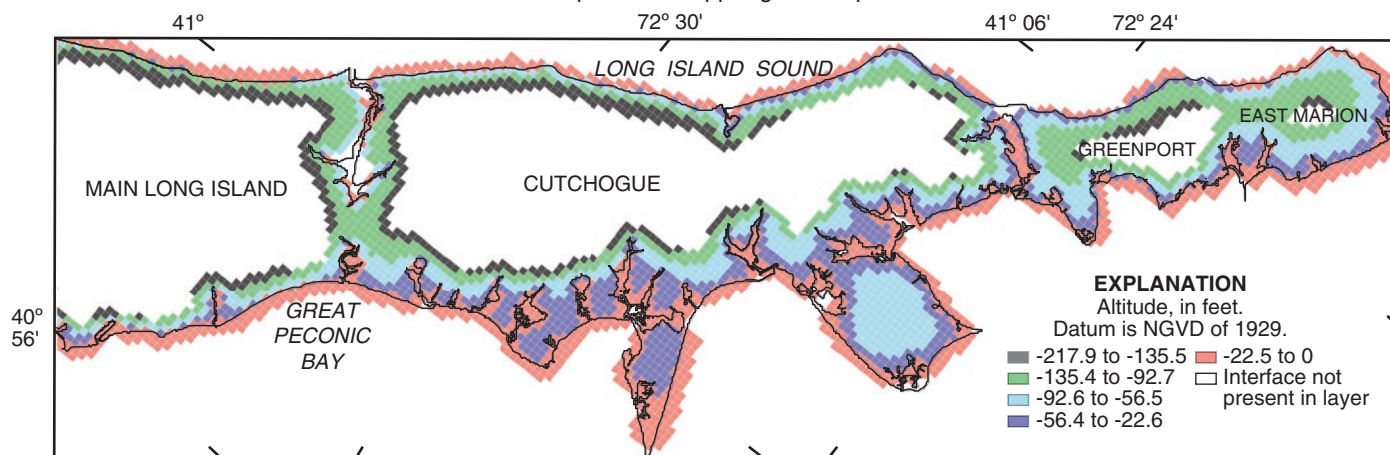 41° 72° 30' 41° 06' 72° 24'
LONG ISLAND SOUND
EAST MARION
GREENPORT
MAIN LONG ISLAND
CUTCHOGUE
GREAT
PECONIC
BAY
40°
56'
EXPLANATION
Altitude, in feet.
Datum is NGVD of 1929.
-217.9 to -135.5
-135.4 to -92.7
-92.6 to -56.5
-56.4 to -22.6
-22.5 to 0
Interface not
present in layer